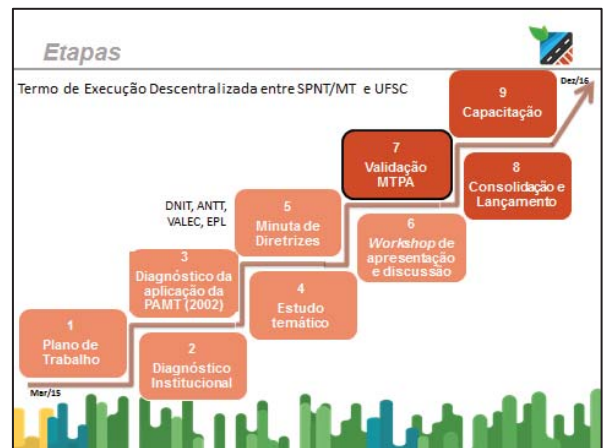 Etapas
Termo de Execução Descentralizada entre SPNT/MT e UFSC
Dez/16
9
Capacitação
7
Validação
MTPA
8
Consolidação e
Lançamento
DNIT, ANTT,
VALEC, EPL
5
Minuta de
Diretrizes
6
Workshop de
apresentação
e discussão
3
Diagnóstico da
aplicação da
PAMT (2002)
4
Estudo
temático
1
Plano de
Trabalho
2
Diagnóstico
Institucional
Mar/15